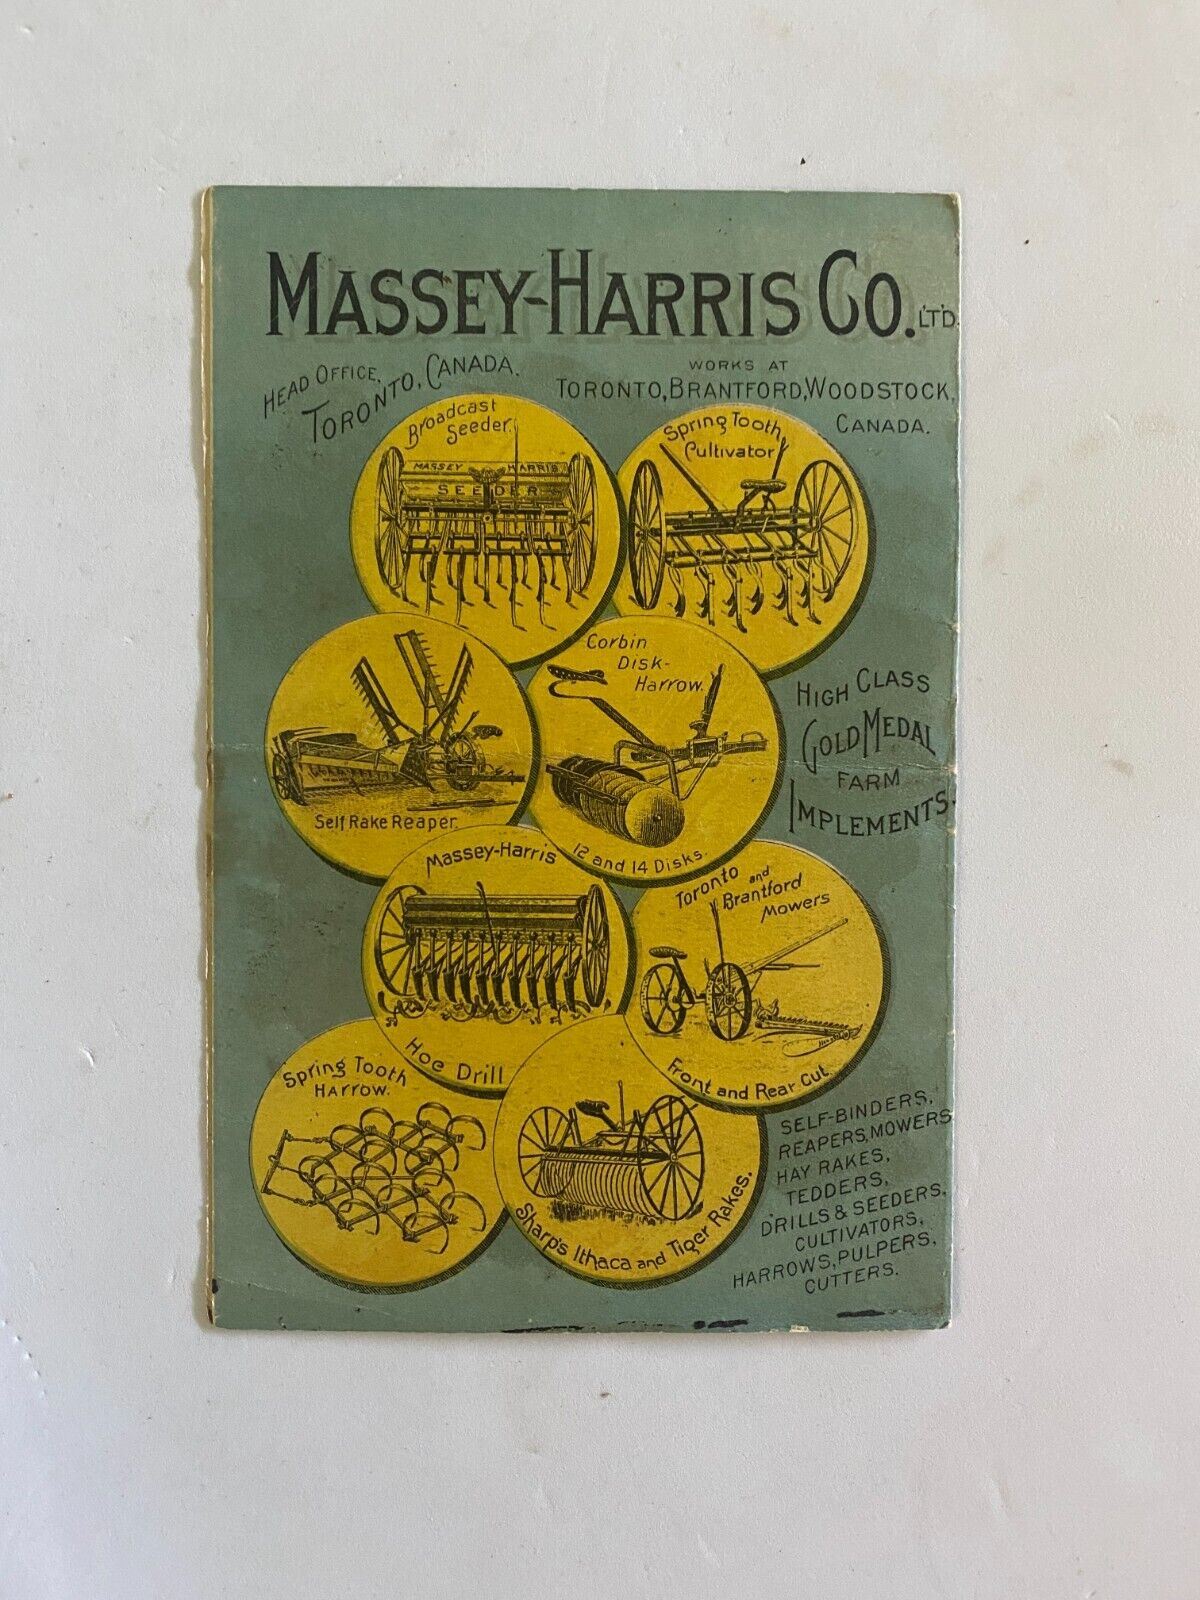 MASSEY-HARRIS CO. LTD.
HEAD OFFICE,
TORONTO, CANADA.
WORKS AT
TORONTO, BRANTFORD, WOODSTOCK,
CANADA.
Broadcast
Seeder.
MASSEY HARRIS
SEEDER
Spring Tooth
Cultivator
Self Rake Reaper.
Corbin
Disk-
Harrow.
12 and 14 Disks.
HIGH CLASS
GOLD MEDAL
FARM
IMPLEMENTS.
Massey-Harris
Hoe Drill
Toronto and
Brantford
Mowers
Front and Rear Cut
Spring Tooth
HARROW.
Sharp's Ithaca and Tiger Rakes.
SELF-BINDERS,
REAPERS, MOWERS
HAY RAKES,
TEDDERS,
DRILLS & SEEDERS,
CULTIVATORS,
HARROWS, PULPERS,
CUTTERS.